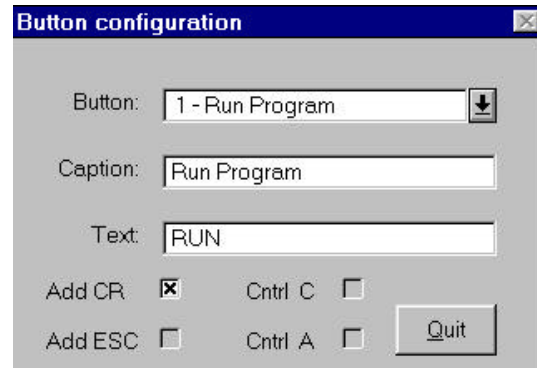 Button configuration
Button: 1 - Run Program
Caption: Run Program
Text: RUN
Add CR Cntrl C
Add ESC Cntrl A
Quit